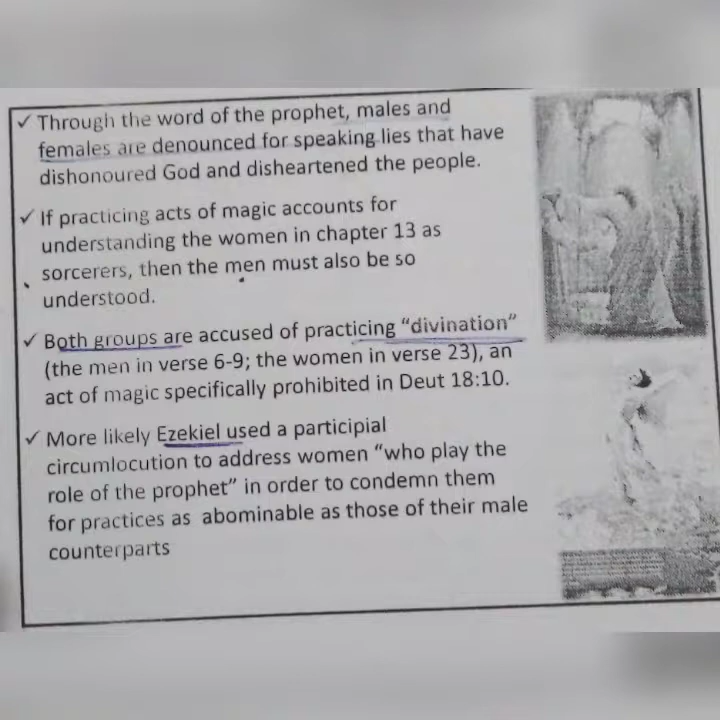 ✓ Through the word of the prophet, males and
females are denounced for speaking lies that have
dishonoured God and disheartened the people.
✓ If practicing acts of magic accounts for
understanding the women in chapter 13 as
sorcerers, then the men must also be so
understood.
✓ Both groups are accused of practicing “divination”
(the men in verse 6-9; the women in verse 23), an
act of magic specifically prohibited in Deut 18:10.
✓ More likely Ezekiel used a participial
circumlocution to address women “who play the
role of the prophet” in order to condemn them
for practices as abominable as those of their male
counterparts